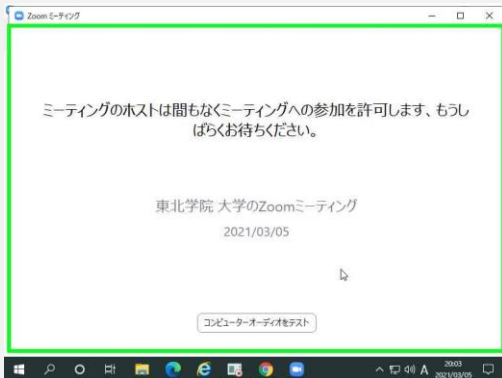 Zoom ミーティング
ミーティングのホストは間もなくミーティングへの参加を許可します、もうし
ばらくお待ちください。
東北学院 大学のZoomミーティング
2021/03/05
コンピューターオーディオをテスト
A
20:03
2021/03/05